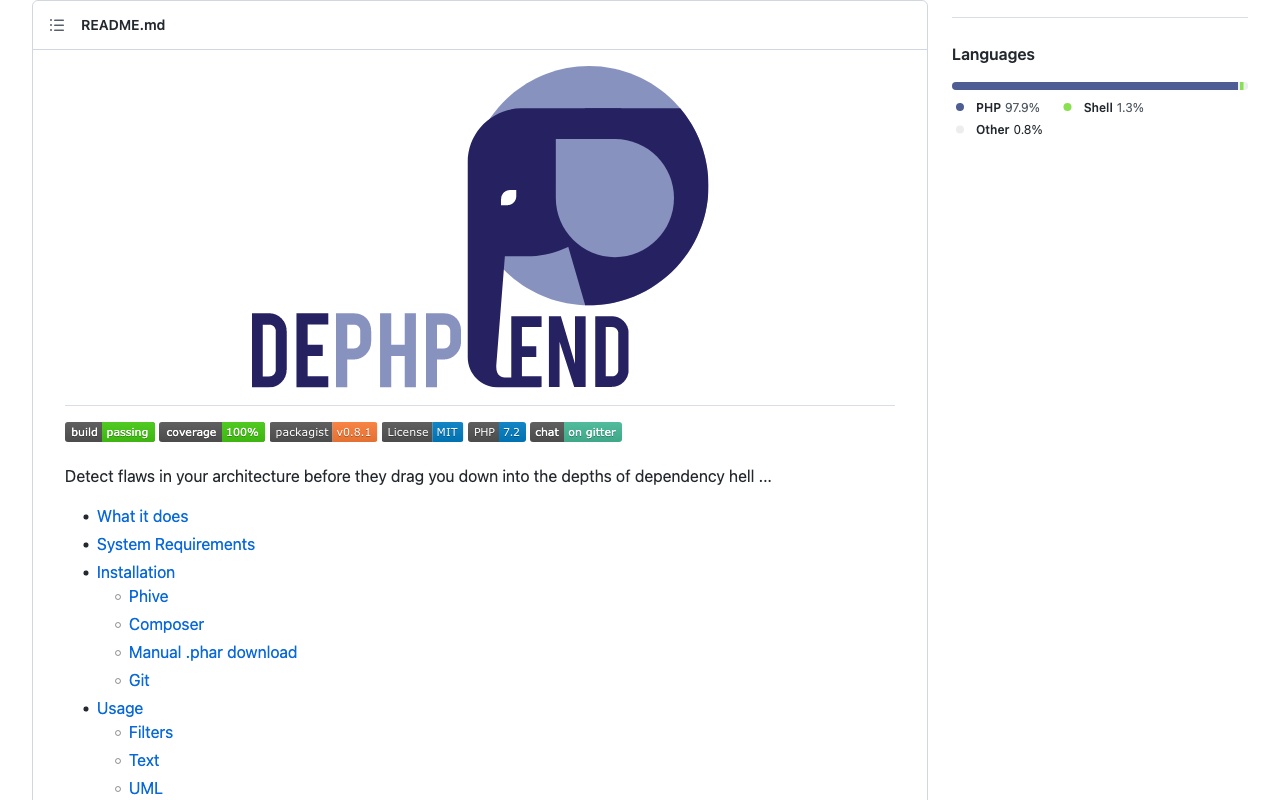 README.md
DEPHPEND
build passing coverage 100% packagist v0.8.1 License MIT PHP 7.2 chat on gitter
Detect flaws in your architecture before they drag you down into the depths of dependency hell ...
What it does
System Requirements
Installation
Phive
Composer
Manual .phar download
Git
Usage
Filters
Text
UML
Languages
PHP 97.9% Shell 1.3%
Other 0.8%